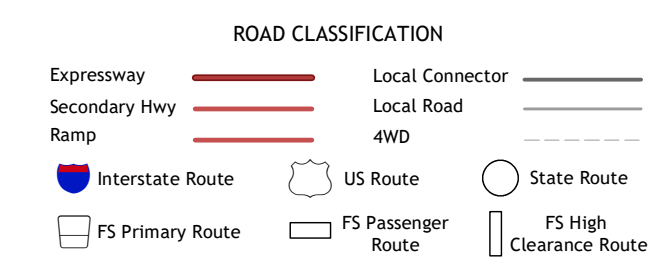 ROAD CLASSIFICATION
Expressway
Local Connector
Secondary Hwy
Local Road
Ramp
4WD
Interstate Route
US Route
State Route
FS Primary Route
FS Passenger
Route
FS High
Clearance Route